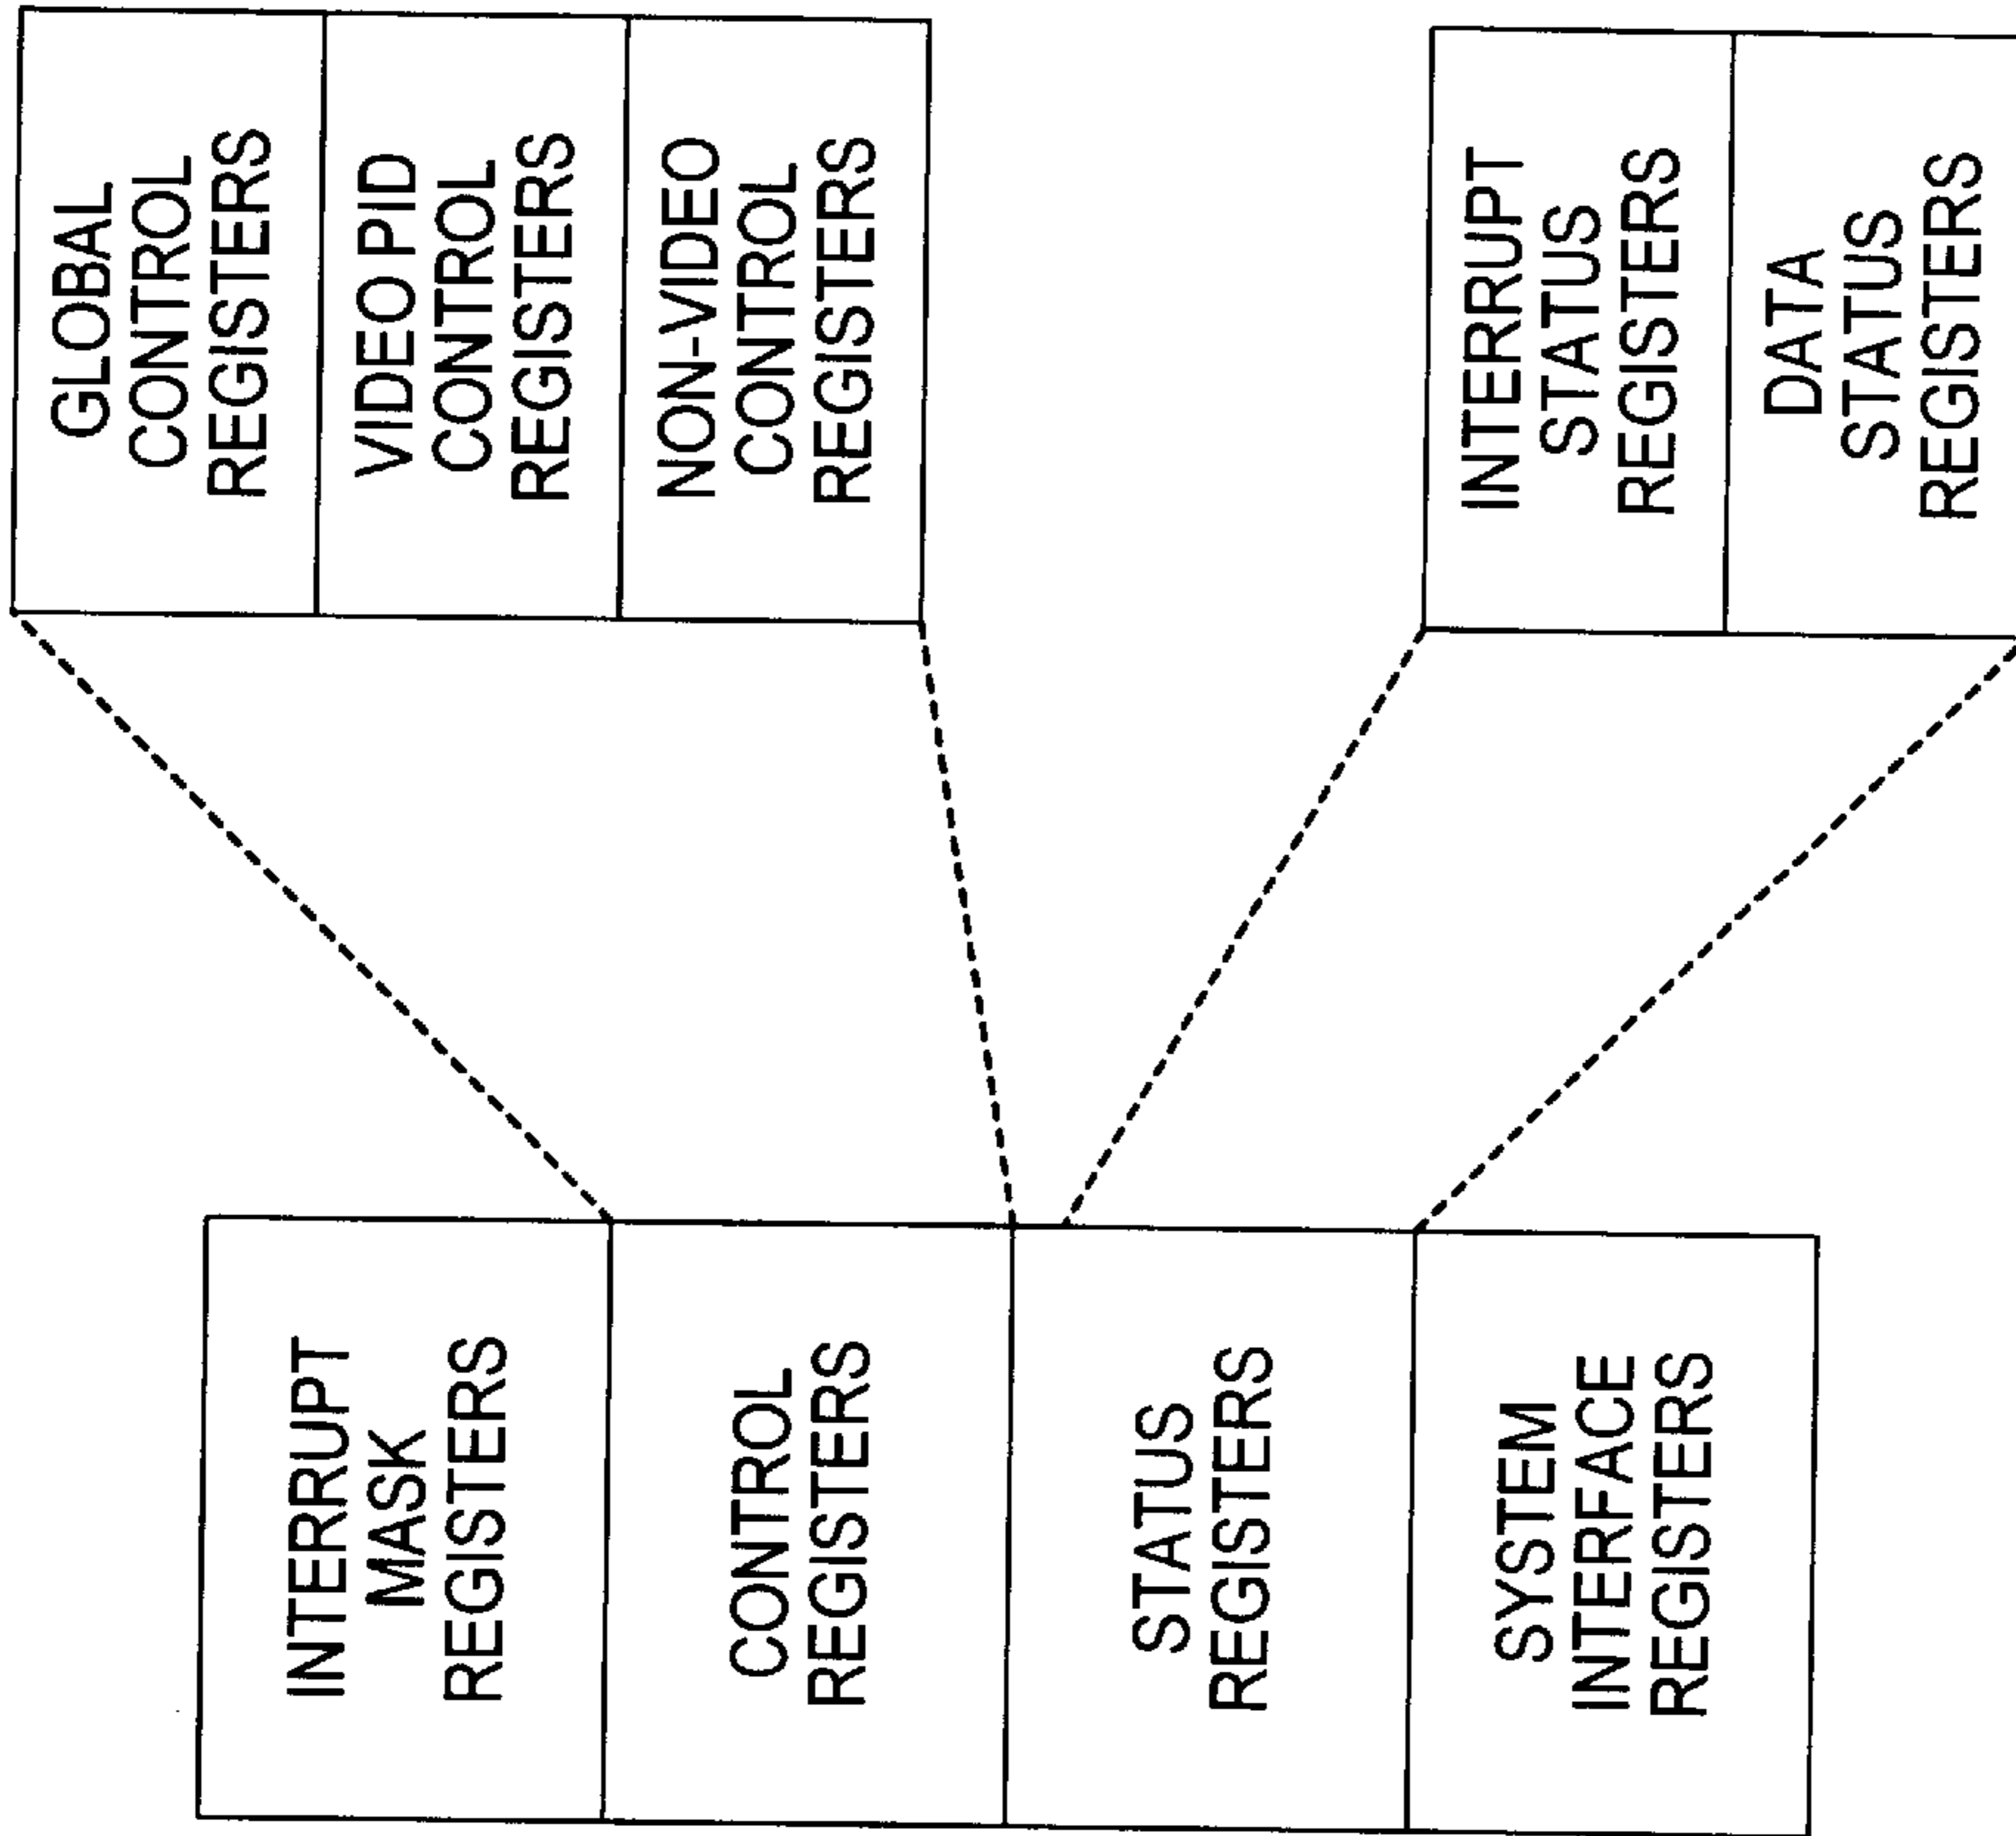 INTERRUPT
MASK
REGISTERS
CONTROL
REGISTERS
STATUS
REGISTERS
SYSTEM
INTERFACE
REGISTERS
GLOBAL
CONTROL
REGISTERS
VIDEO PID
CONTROL
REGISTERS
NON-VIDEO
CONTROL
REGISTERS
INTERRUPT
STATUS
REGISTERS
DATA
STATUS
REGISTERS